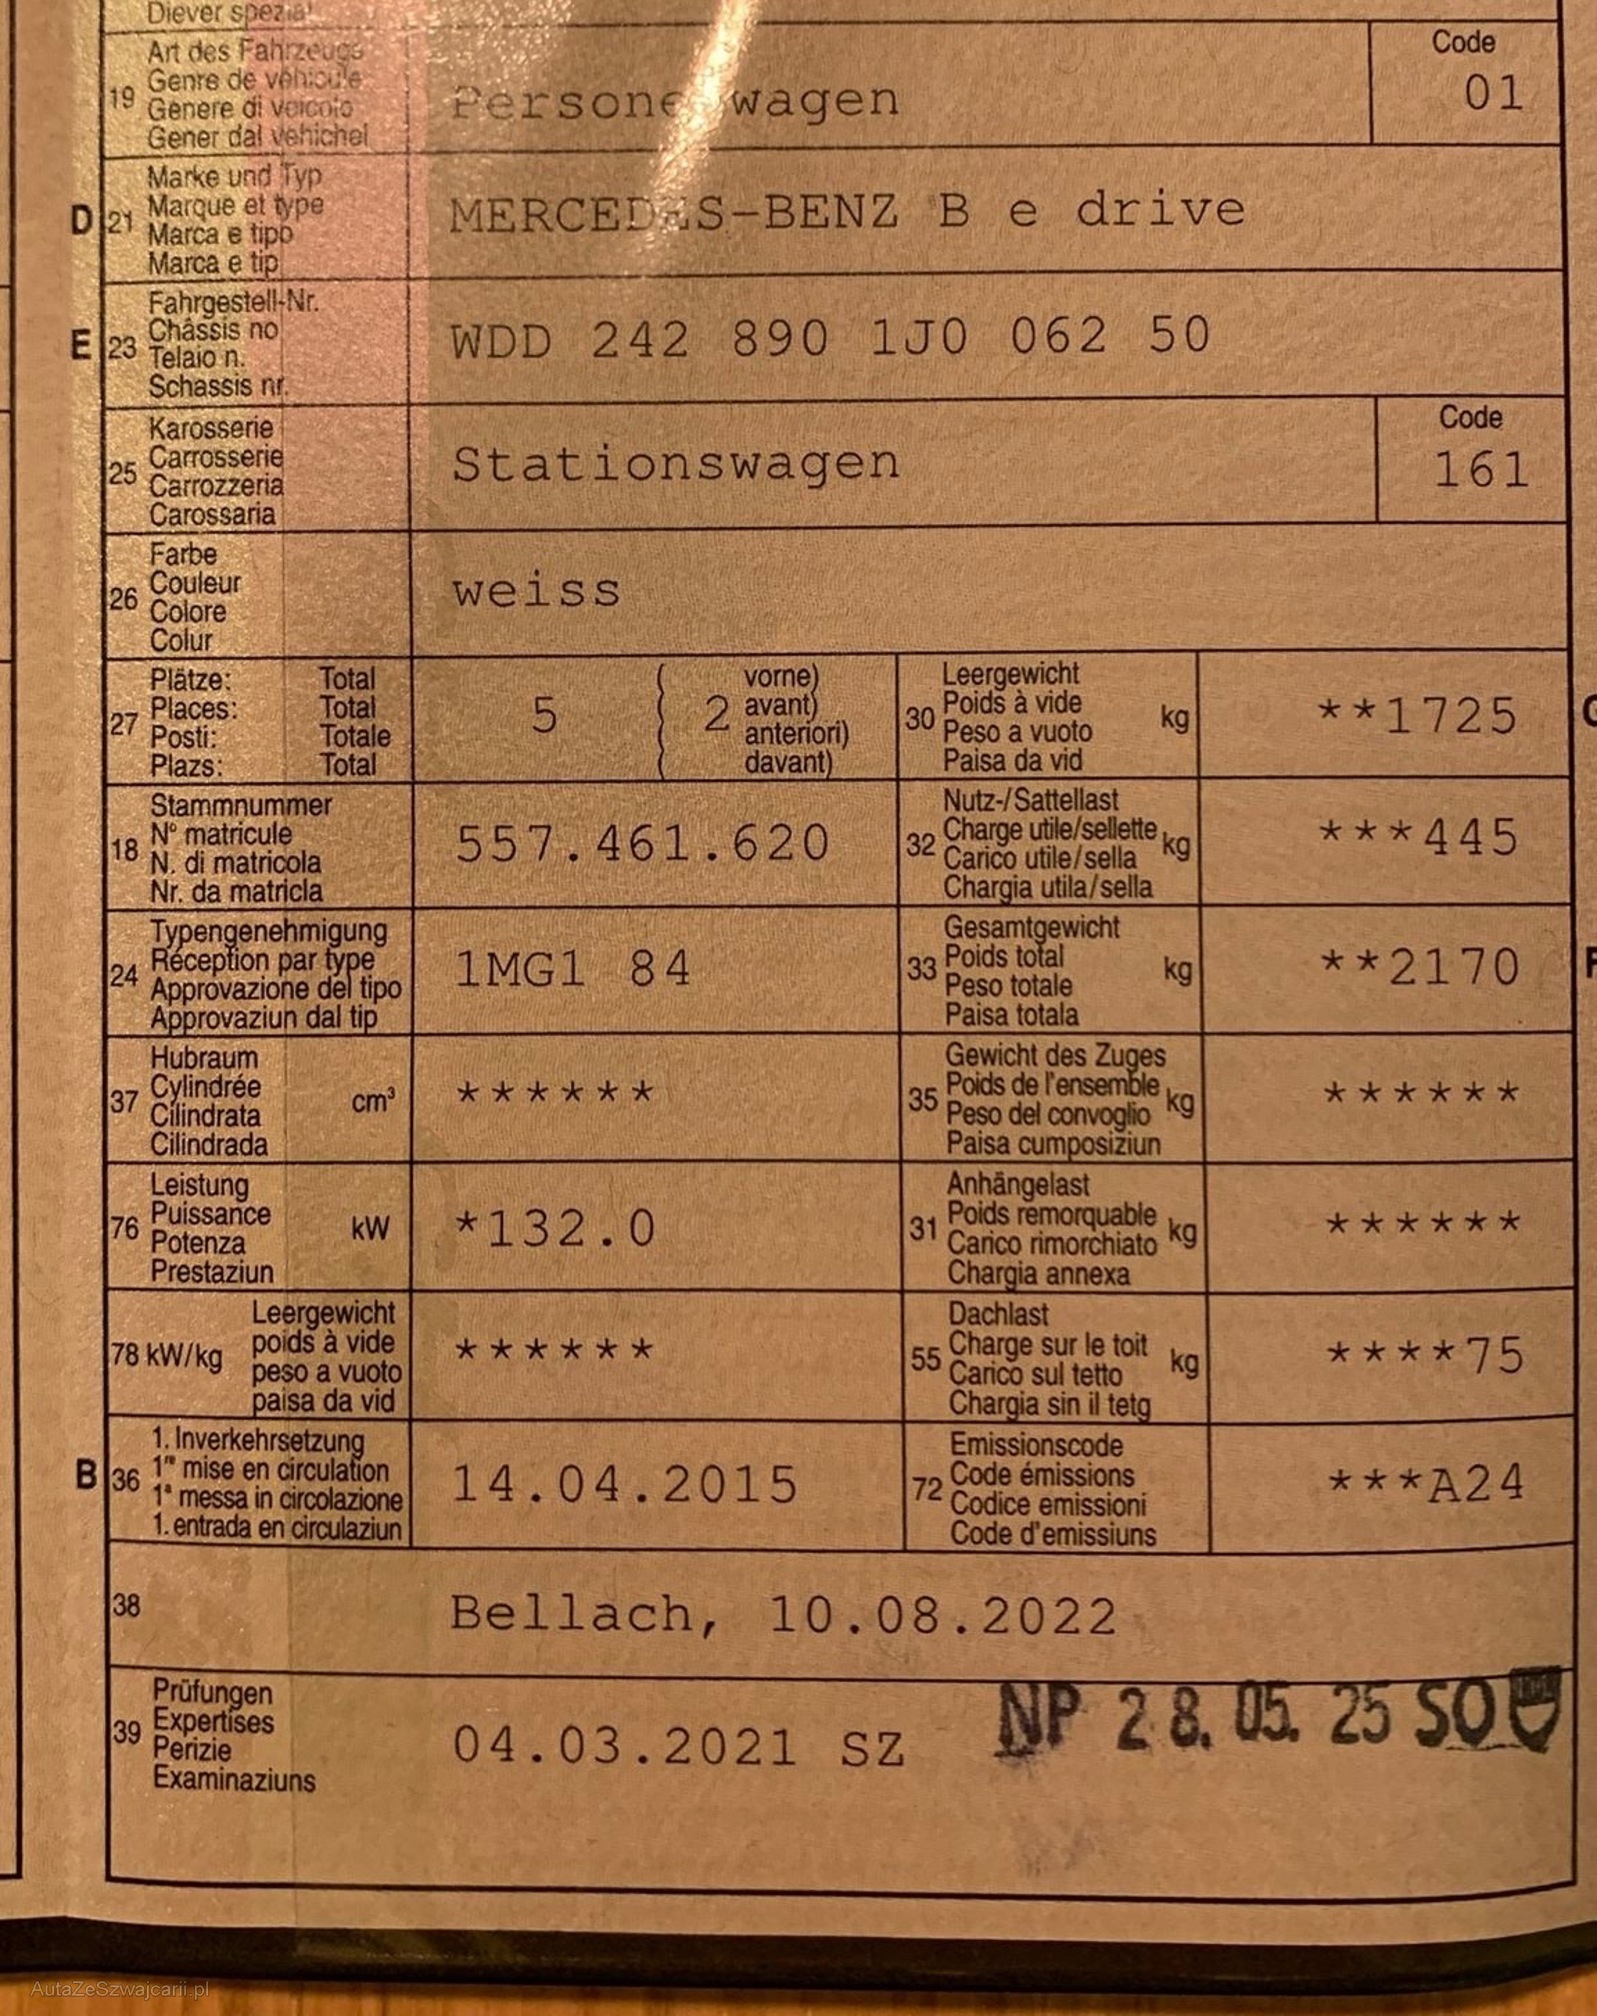 Diever spezial
Art des Fahrzeugs
Genre de véhicule
Genere di veicolo
Gener dal vehichel
19
Personenwagen
Code
01
D
21
Marke und Typ
Marque et type
Marca e tipo
Marca e tip
MERCEDES-BENZ B e drive
E
23
Fahrgestell-Nr.
Châssis no
Telaio n.
Schassis nr.
WDD 242 890 1J0 062 50
25
Karosserie
Carrosserie
Carrozzeria
Carossaria
Stationswagen
Code
161
26
Farbe
Couleur
Colore
Colur
weiss
27
Plätze: Total
Places: Total
Posti: Totale
Plazs: Total
5
( 2 vorne)
( avant)
( anteriori)
( davant)
30
Leergewicht
Poids à vide
Peso a vuoto
Paisa da vid
kg
**1725
G
18
Stammnummer
N° matricule
N. di matricola
Nr. da matricla
557.461.620
32
Nutz-/Sattellast
Charge utile/sellette
Carico utile/sella
Chargia utila/sella
kg
***445
24
Typengenehmigung
Réception par type
Approvazione del tipo
Approvaziun dal tip
1MG1 84
33
Gesamtgewicht
Poids total
Peso totale
Paisa totala
kg
**2170
F
37
Hubraum
Cylindrée
Cilindrata
Cilindrada
cm³
******
35
Gewicht des Zuges
Poids de l'ensemble
Peso del convoglio
Paisa cumposiziun
kg
******
76
Leistung
Puissance
Potenza
Prestaziun
kW
*132.0
31
Anhängelast
Poids remorquable
Carico rimorchiato
Chargia annexa
kg
******
78 kW/kg
Leergewicht
poids à vide
peso a vuoto
paisa da vid
******
55
Dachlast
Charge sur le toit
Carico sul tetto
Chargia sin il tetg
kg
****75
B
36
1. Inverkehrsetzung
1re mise en circulation
1a messa in circolazione
1. entrada en circulaziun
14.04.2015
72
Emissionscode
Code émissions
Codice emissioni
Code d'emissiuns
***A24
38
Bellach, 10.08.2022
39
Prüfungen
Expertises
Perizie
Examinaziuns
04.03.2021 SZ
NP 28.05.25 SO
AutaZeSzwajcarii.pl